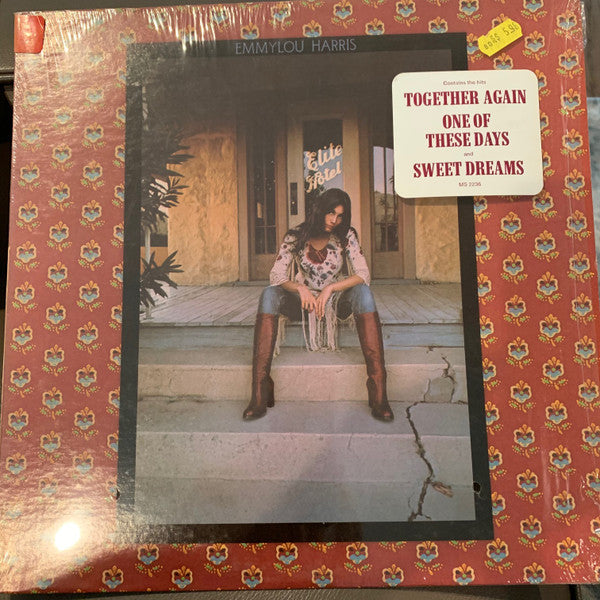 EMMYLOU HARRIS
Contains the hits
TOGETHER AGAIN
ONE OF
THESE DAYS
and
SWEET DREAMS
MS 2236
Elite
Hotel